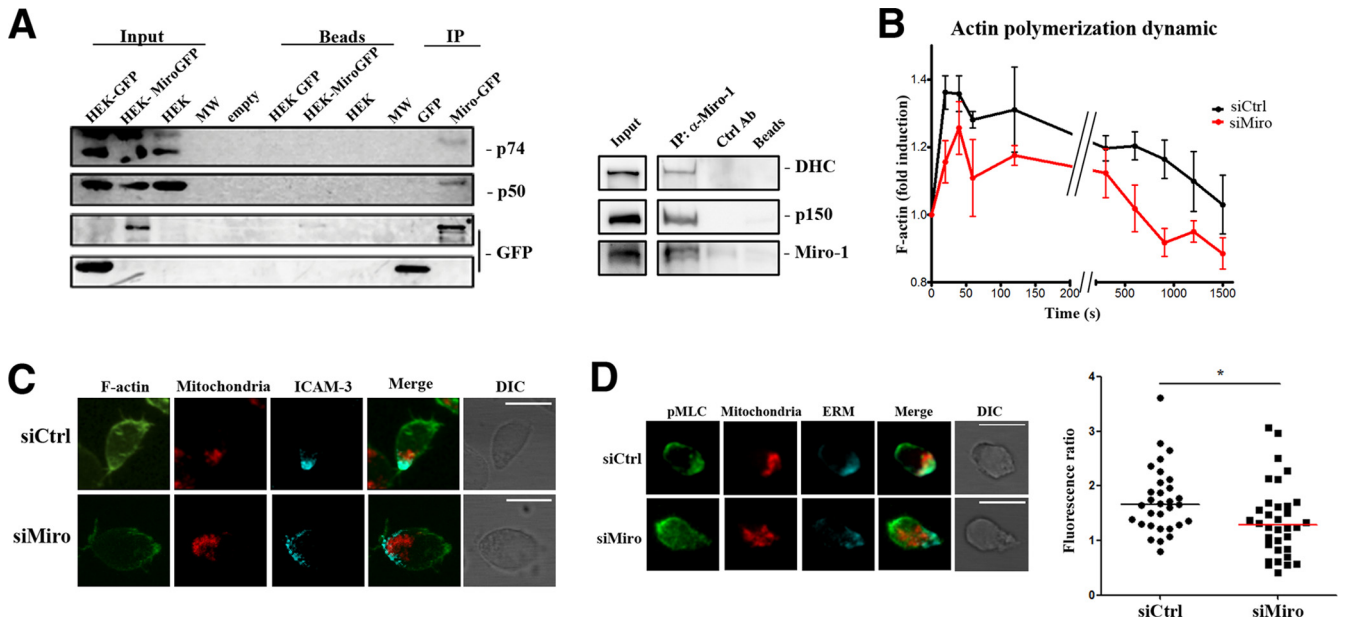 A
Input Beads IP
HEK-GFP HEK- MiroGFP HEK MW empty HEK GFP HEK-MiroGFP HEK MW GFP Miro-GFP
- p74
- p50
- GFP
Input IP: α-Miro-1 Ctrl Ab Beads
- DHC
- p150
- Miro-1
B
Actin polymerization dynamic
F-actin (fold induction)
1.4
1.2
1.0
0.8
0 50 100 150 200 500 1000 1500
Time (s)
siCtrl
siMiro
C
F-actin Mitochondria ICAM-3 Merge DIC
siCtrl
siMiro
D
pMLC Mitochondria ERM Merge DIC
siCtrl
siMiro
Fluorescence ratio
4
3
2
1
0
*
siCtrl siMiro